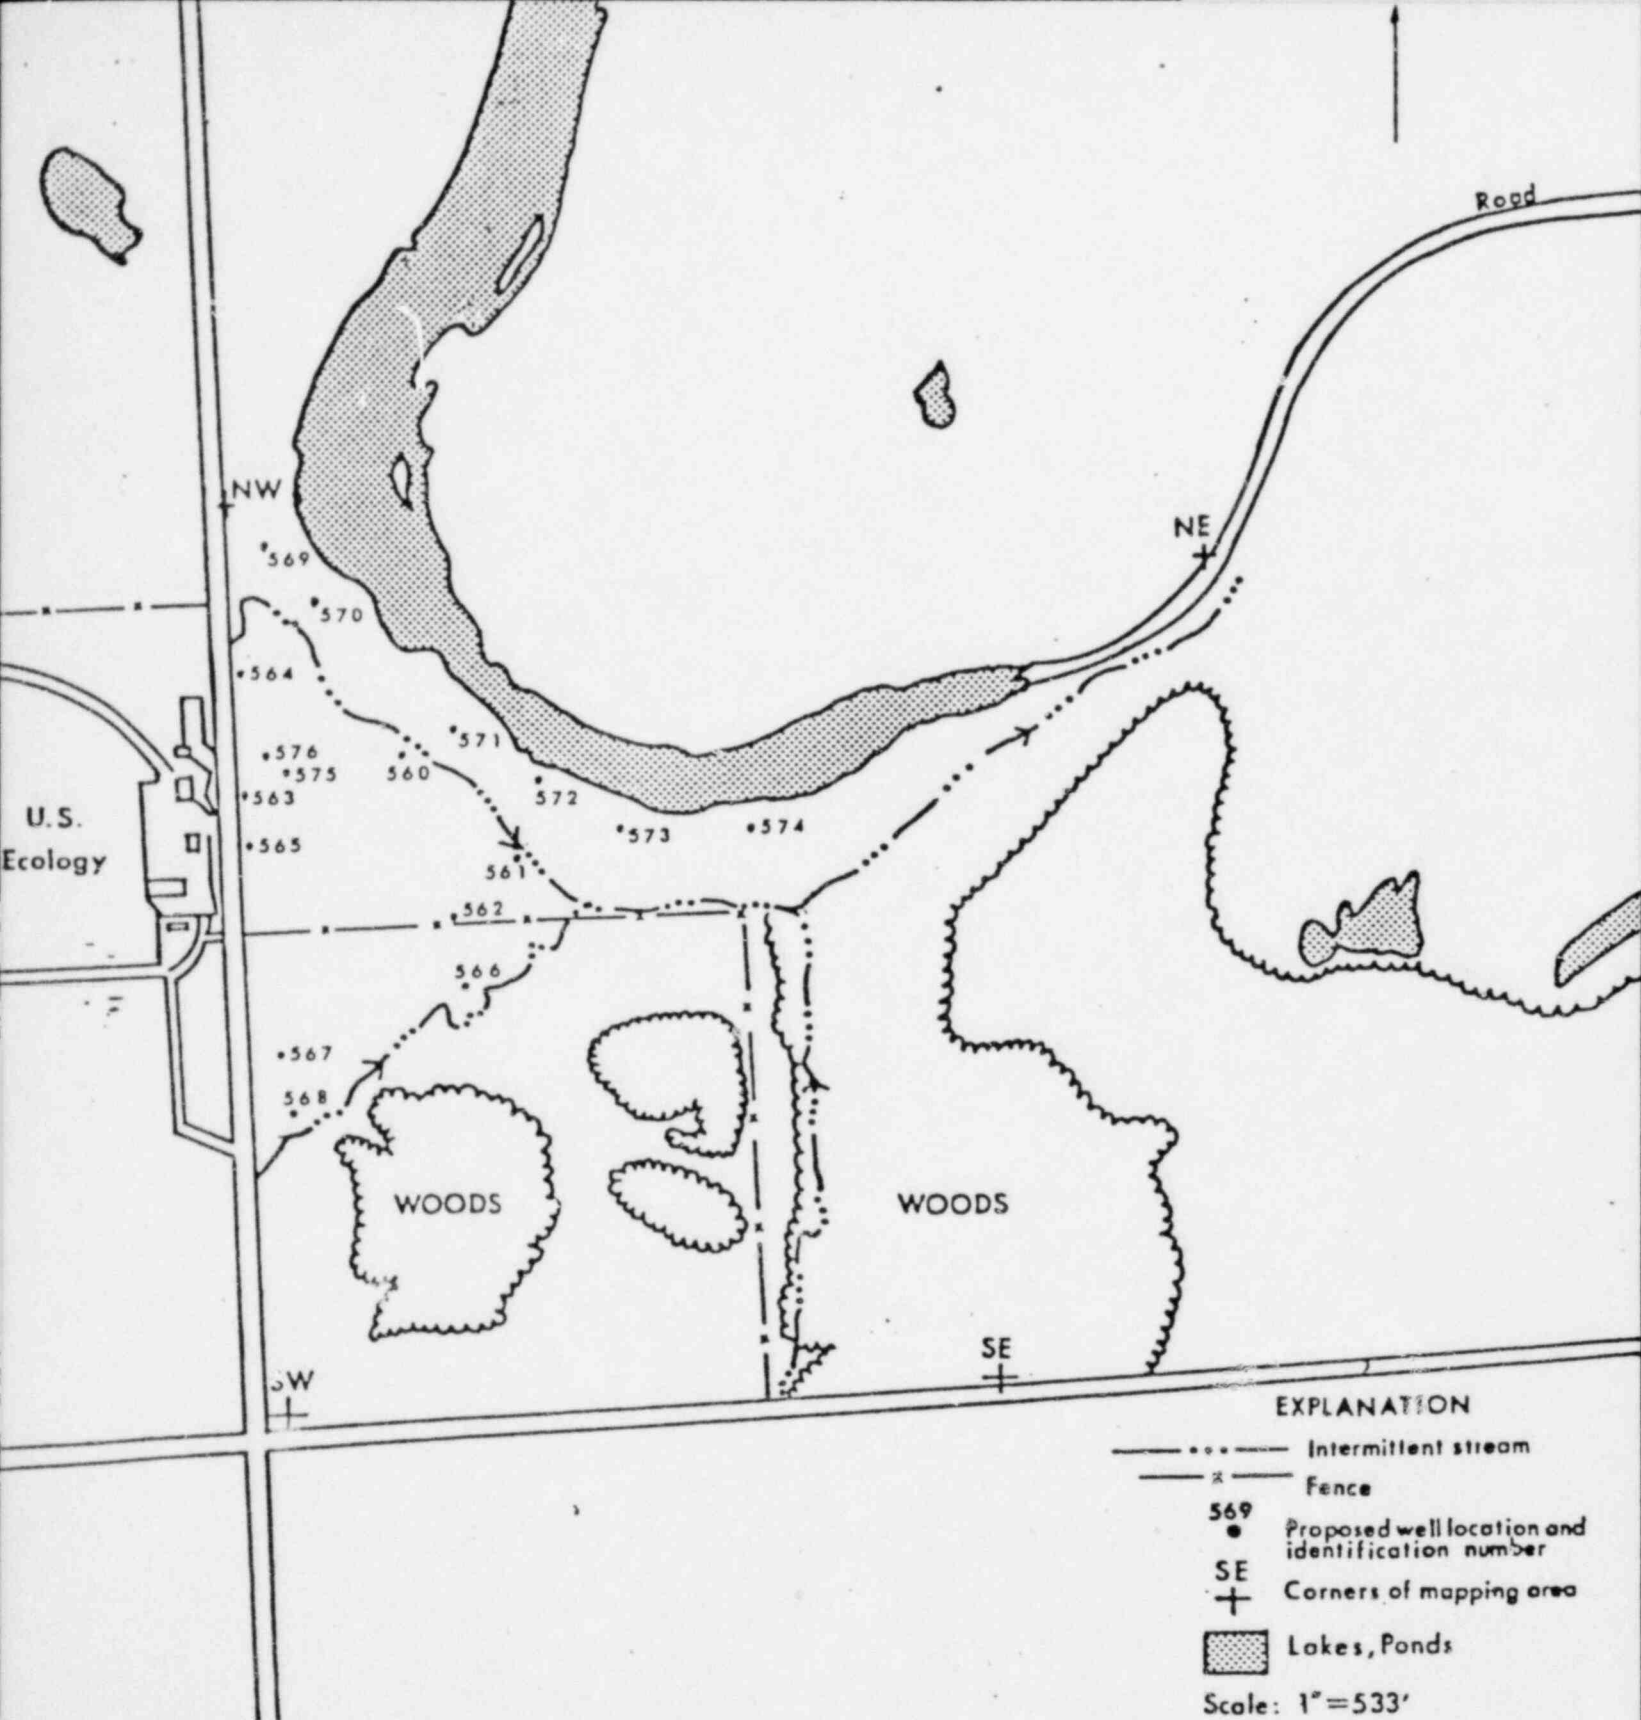 Road
NW
NE
569
570
564
571
576
575
560
563
572
U.S.
Ecology
565
573
574
561
562
566
567
568
WOODS
WOODS
SE
SW
EXPLANATION
Intermittent stream
x
Fence
569
Proposed well location and
identification number
SE
Corners of mapping area
Lakes, Ponds
Scale: 1"=533'